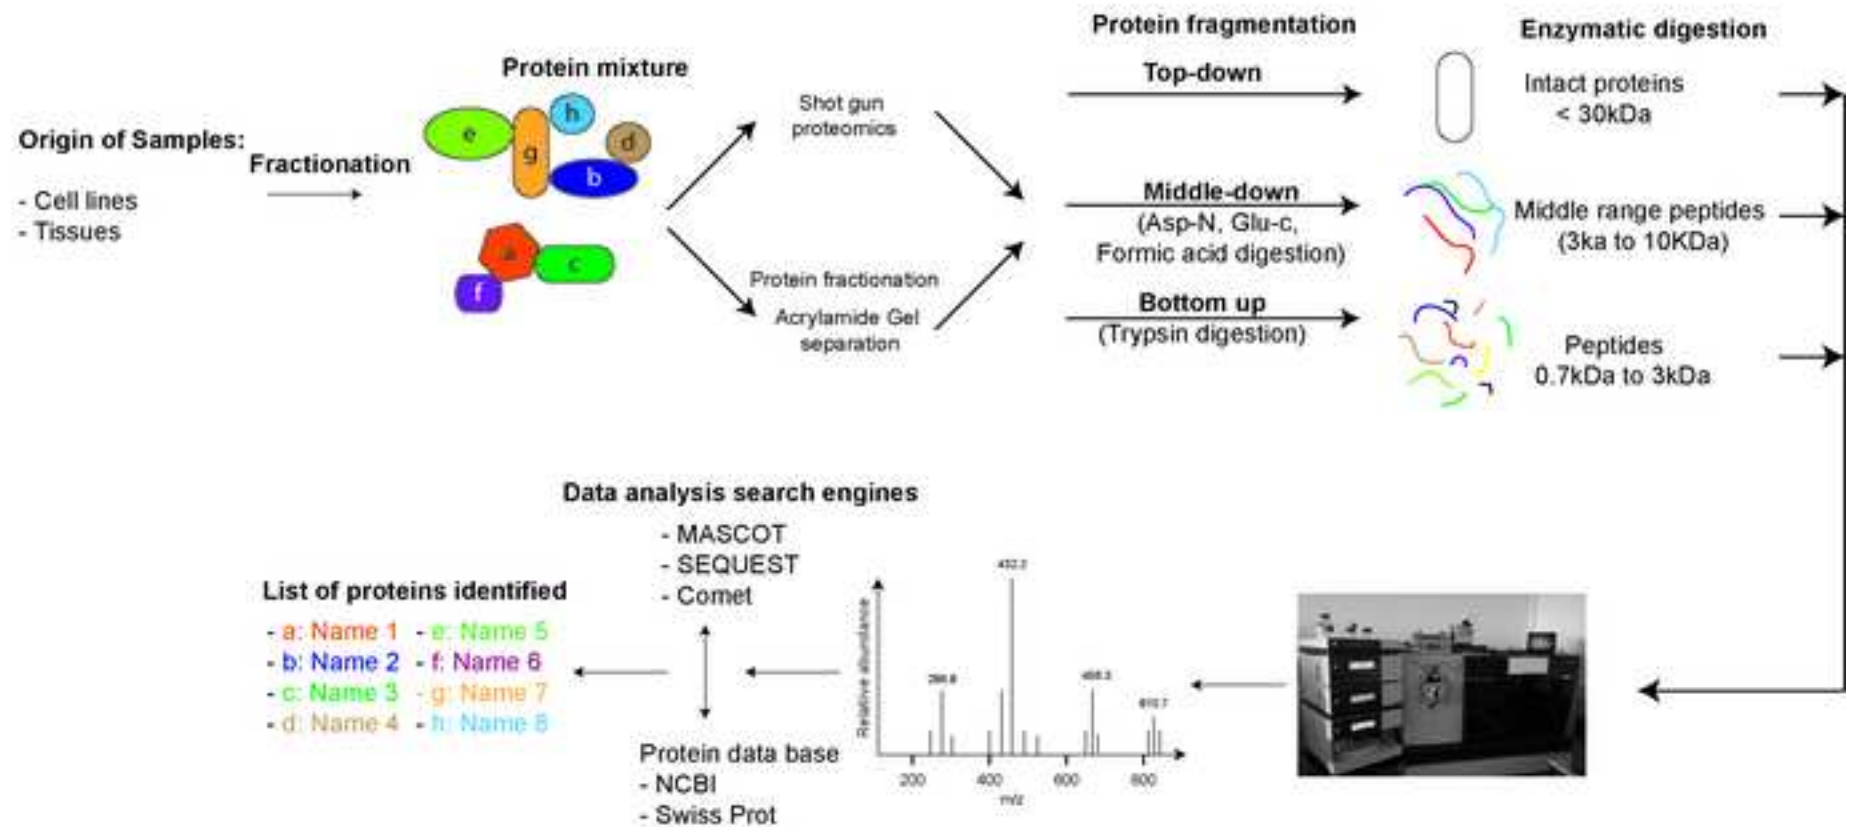 Origin of Samples:
- Cell lines
- Tissues
Fractionation
Protein mixture
e
g
h
d
b
a
c
f
Shot gun
proteomics
Protein fractionation
Acrylamide Gel
separation
Protein fragmentation
Top-down
Middle-down
(Asp-N, Glu-c,
Formic acid digestion)
Bottom up
(Trypsin digestion)
Enzymatic digestion
Intact proteins
< 30kDa
Middle range peptides
(3ka to 10KDa)
Peptides
0.7kDa to 3kDa
Data analysis search engines
- MASCOT
- SEQUEST
- Comet
Protein data base
- NCBI
- Swiss Prot
List of proteins identified
- a: Name 1 - e: Name 5
- b: Name 2 - f: Name 6
- c: Name 3 - g: Name 7
- d: Name 4 - h: Name 8
Relative abundance
432.2
200
400
600
800
m/z